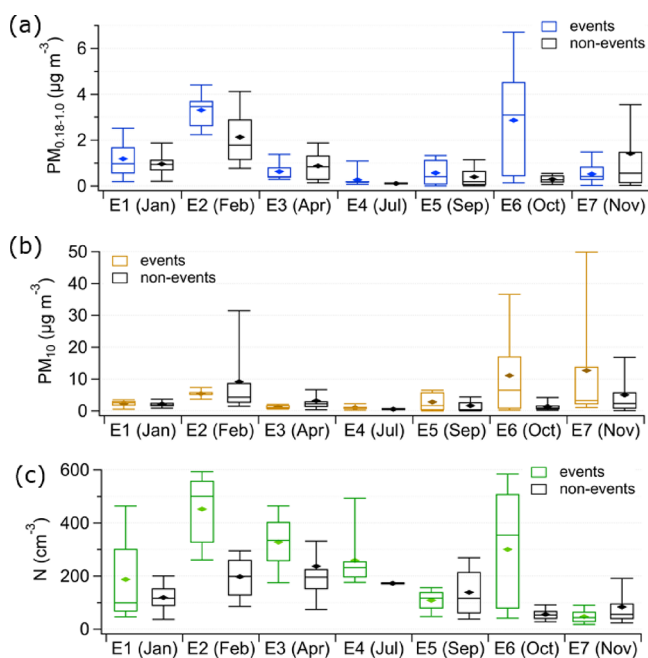 (a)
PM0.18-1.0 (µg m-3)
6
4
2
0
events
non-events
E1 (Jan) E2 (Feb) E3 (Apr) E4 (Jul) E5 (Sep) E6 (Oct) E7 (Nov)
(b)
PM10 (µg m-3)
50
40
30
20
10
0
events
non-events
E1 (Jan) E2 (Feb) E3 (Apr) E4 (Jul) E5 (Sep) E6 (Oct) E7 (Nov)
(c)
N (cm-3)
600
400
200
0
events
non-events
E1 (Jan) E2 (Feb) E3 (Apr) E4 (Jul) E5 (Sep) E6 (Oct) E7 (Nov)